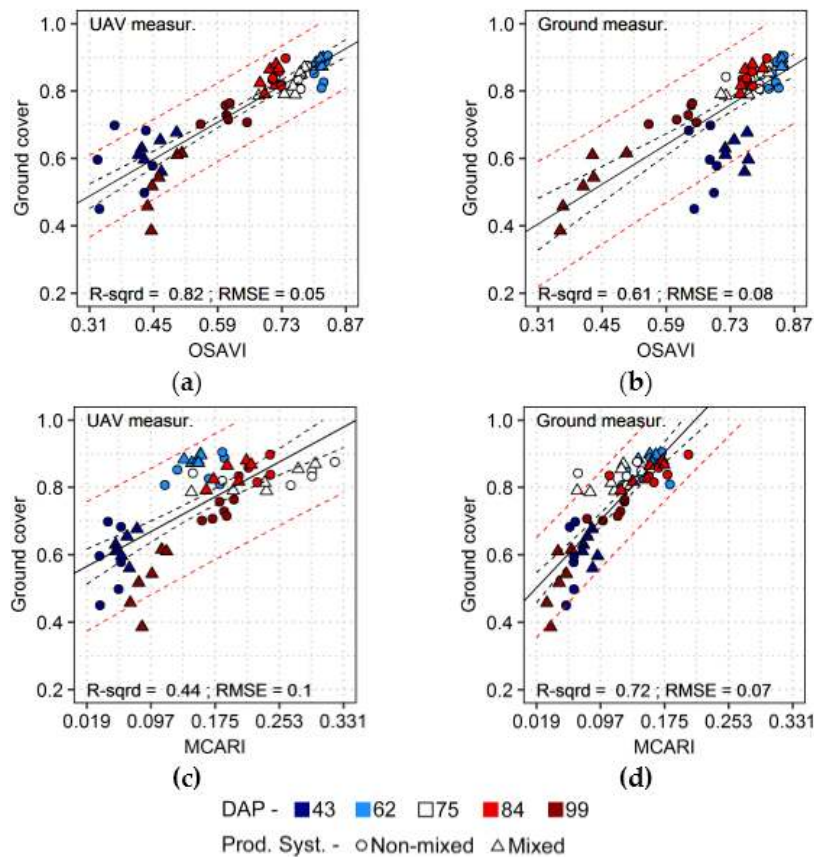 UAV measur.
Ground cover
1.0
0.8
0.6
0.4
0.2
R-sqrd = 0.82 ; RMSE = 0.05
0.31 0.45 0.59 0.73 0.87
OSAVI
(a)
Ground measur.
Ground cover
1.0
0.8
0.6
0.4
0.2
R-sqrd = 0.61 ; RMSE = 0.08
0.31 0.45 0.59 0.73 0.87
OSAVI
(b)
UAV measur.
Ground cover
1.0
0.8
0.6
0.4
0.2
R-sqrd = 0.44 ; RMSE = 0.1
0.019 0.097 0.175 0.253 0.331
MCARI
(c)
Ground measur.
Ground cover
1.0
0.8
0.6
0.4
0.2
R-sqrd = 0.72 ; RMSE = 0.07
0.019 0.097 0.175 0.253 0.331
MCARI
(d)
DAP - 43 62 75 84 99
Prod. Syst. - Non-mixed Mixed